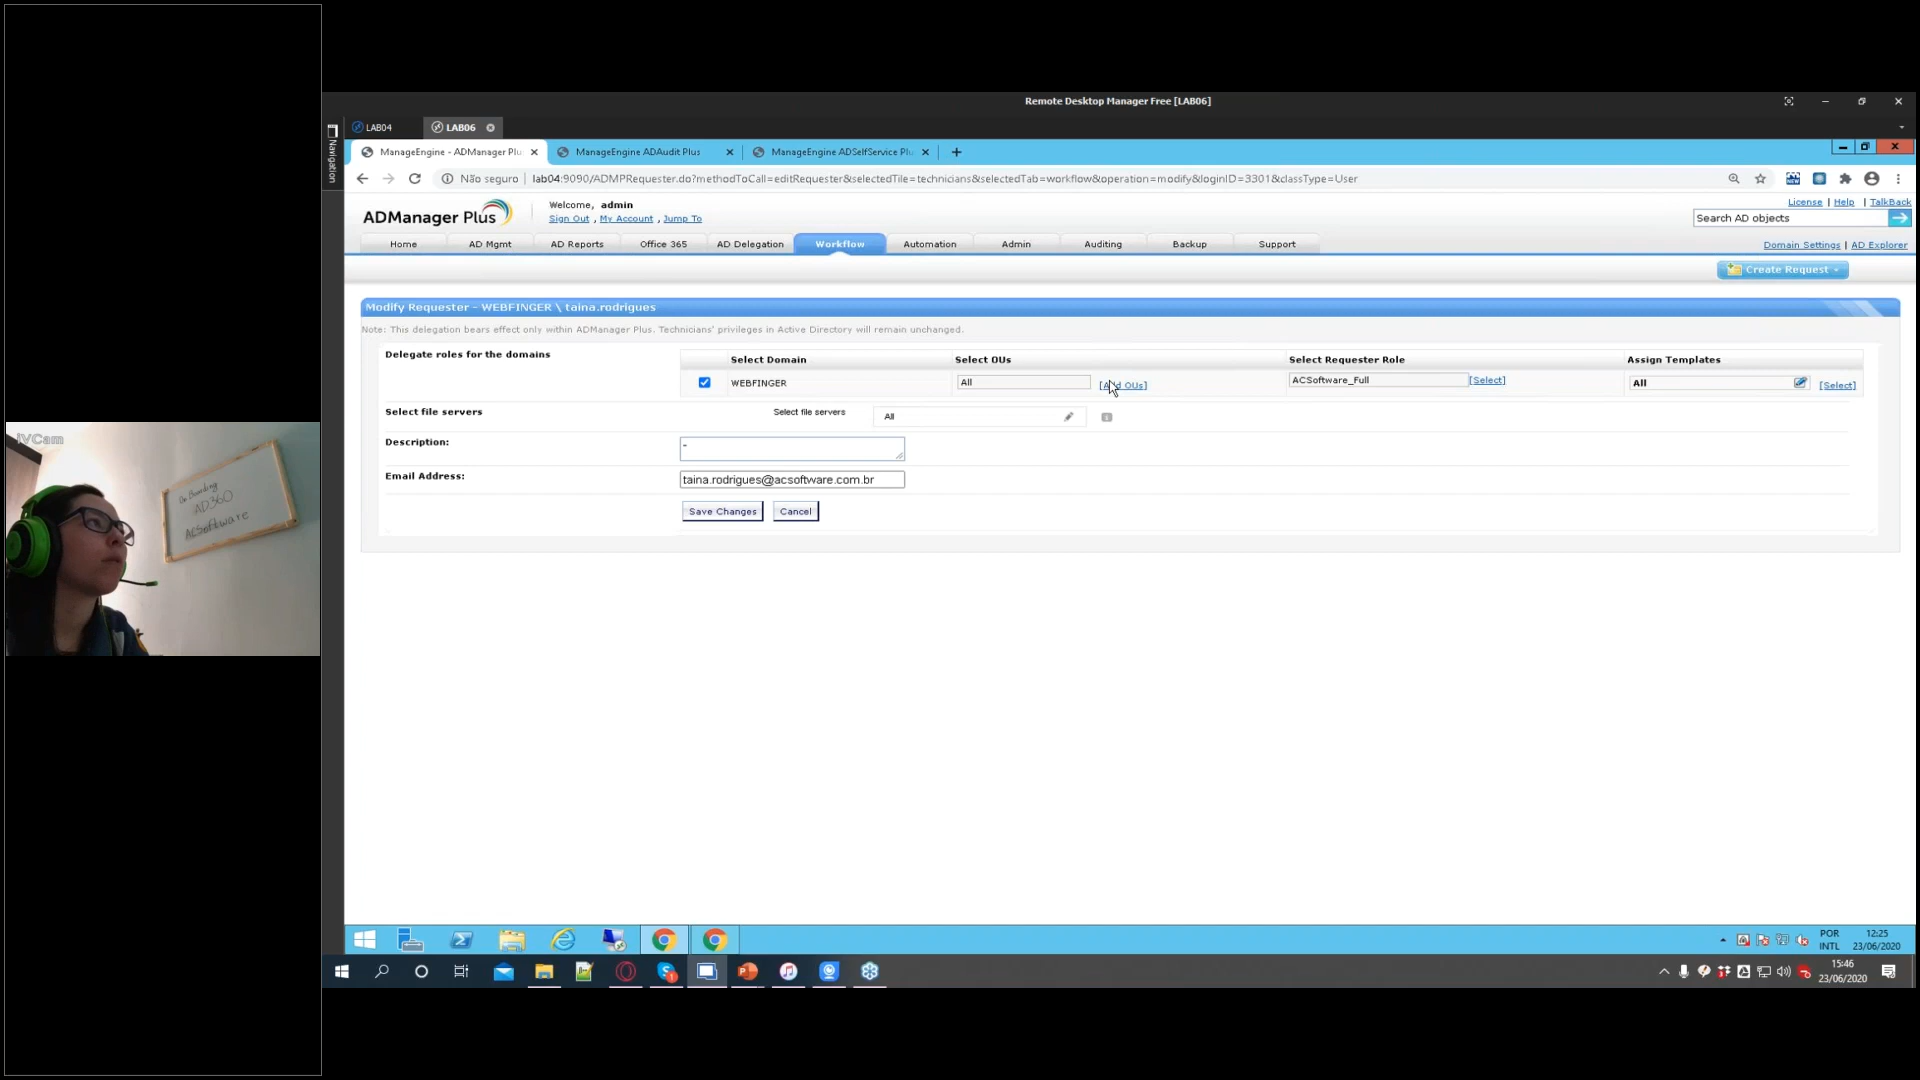 Remote Desktop Manager Free [LAB06]
LAB04
LAB06
Navigation
ManageEngine - ADManager Plu
ManageEngine ADAudit Plus
ManageEngine ADSelfService Plu
Não seguro
lab04:9090/ADMPRequester.do?methodToCall=editRequester&selectedTile=technicians&selectedTab=workflow&operation=modify&loginID=3301&classType=User
ADManager Plus
Welcome, admin
Sign Out , My Account , Jump To
License | Help | TalkBack
Search AD objects
Home
AD Mgmt
AD Reports
Office 365
AD Delegation
Workflow
Automation
Admin
Auditing
Backup
Support
Domain Settings | AD Explorer
Create Request
Modify Requester - WEBFINGER \ taina.rodrigues
Note: This delegation bears effect only within ADManager Plus. Technicians' privileges in Active Directory will remain unchanged.
Delegate roles for the domains
Select Domain
Select OUs
Select Requester Role
Assign Templates
WEBFINGER
All
[Add OUs]
ACSoftware_Full
[Select]
All
[Select]
Select file servers
Select file servers
All
Description:
-
Email Address:
taina.rodrigues@acsoftware.com.br
Save Changes
Cancel
iVCam
On Boarding
AD360
ACSoftware
POR
INTL
12:25
23/06/2020
15:46
23/06/2020